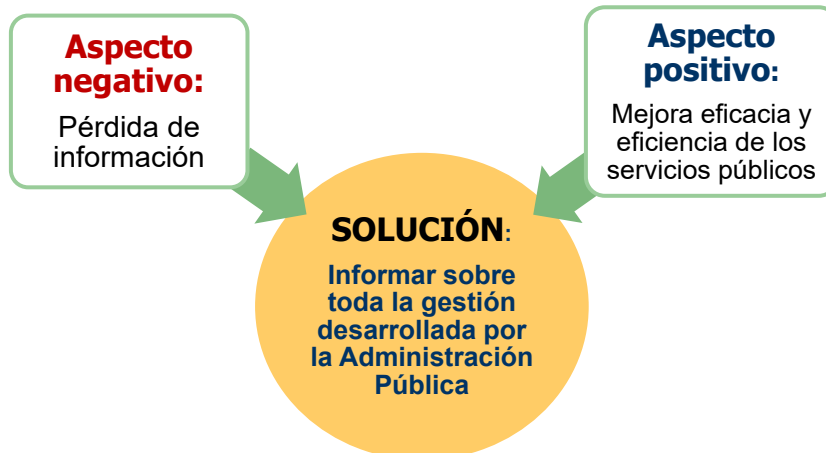 Aspecto
negativo:
Pérdida de
información
Aspecto
positivo:
Mejora eficacia y
eficiencia de los
servicios públicos
SOLUCIÓN:
Informar sobre
toda la gestión
desarrollada por
la Administración
Pública